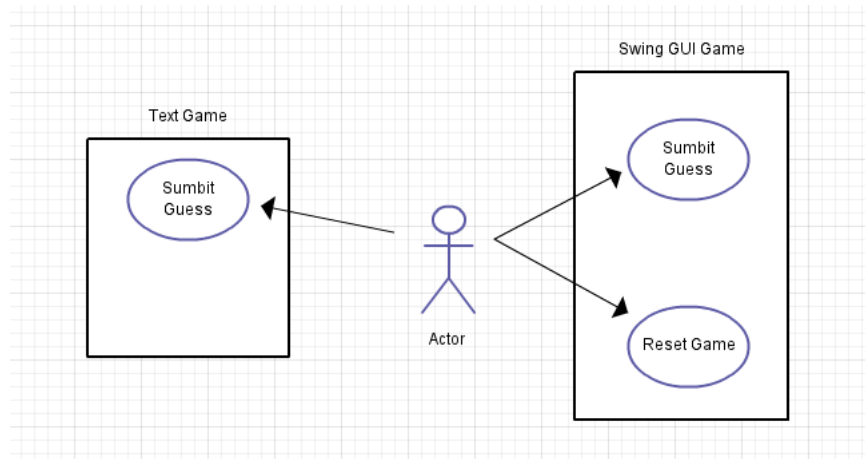 Swing GUI Game
Text Game
Sumbit
Guess
Sumbit
Guess
Actor
Reset Game